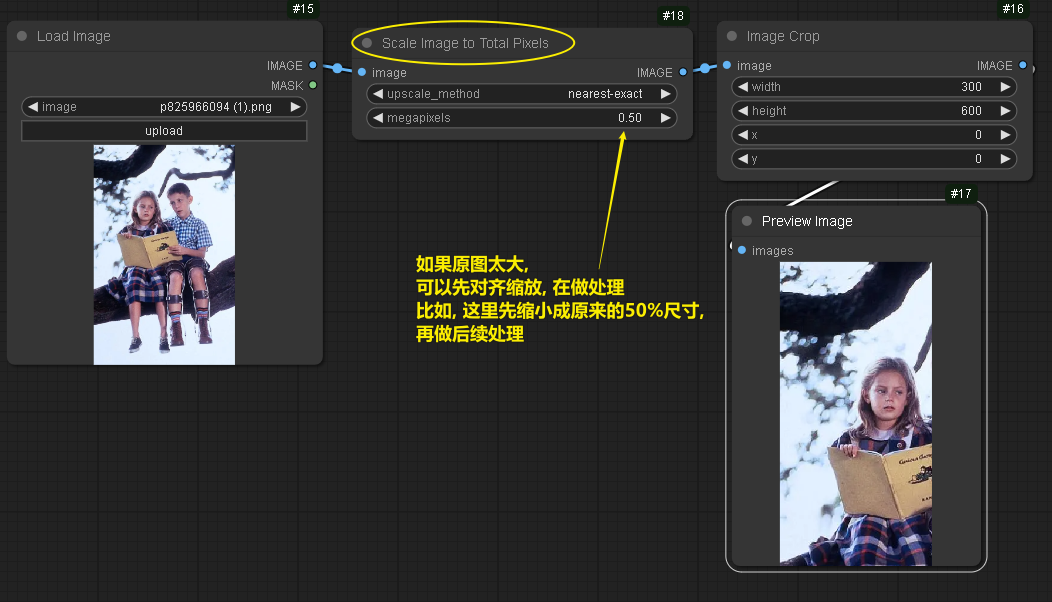 #15
Load Image
IMAGE
MASK
image p825966094 (1).png
upload
#18
Scale Image to Total Pixels
image IMAGE
upscale_method nearest-exact
megapixels 0.50
#16
Image Crop
image IMAGE
width 300
height 600
x 0
y 0
#17
Preview Image
images
如果原图太大,
可以先对齐缩放, 在做处理
比如, 这里先缩小成原来的50%尺寸,
再做后续处理